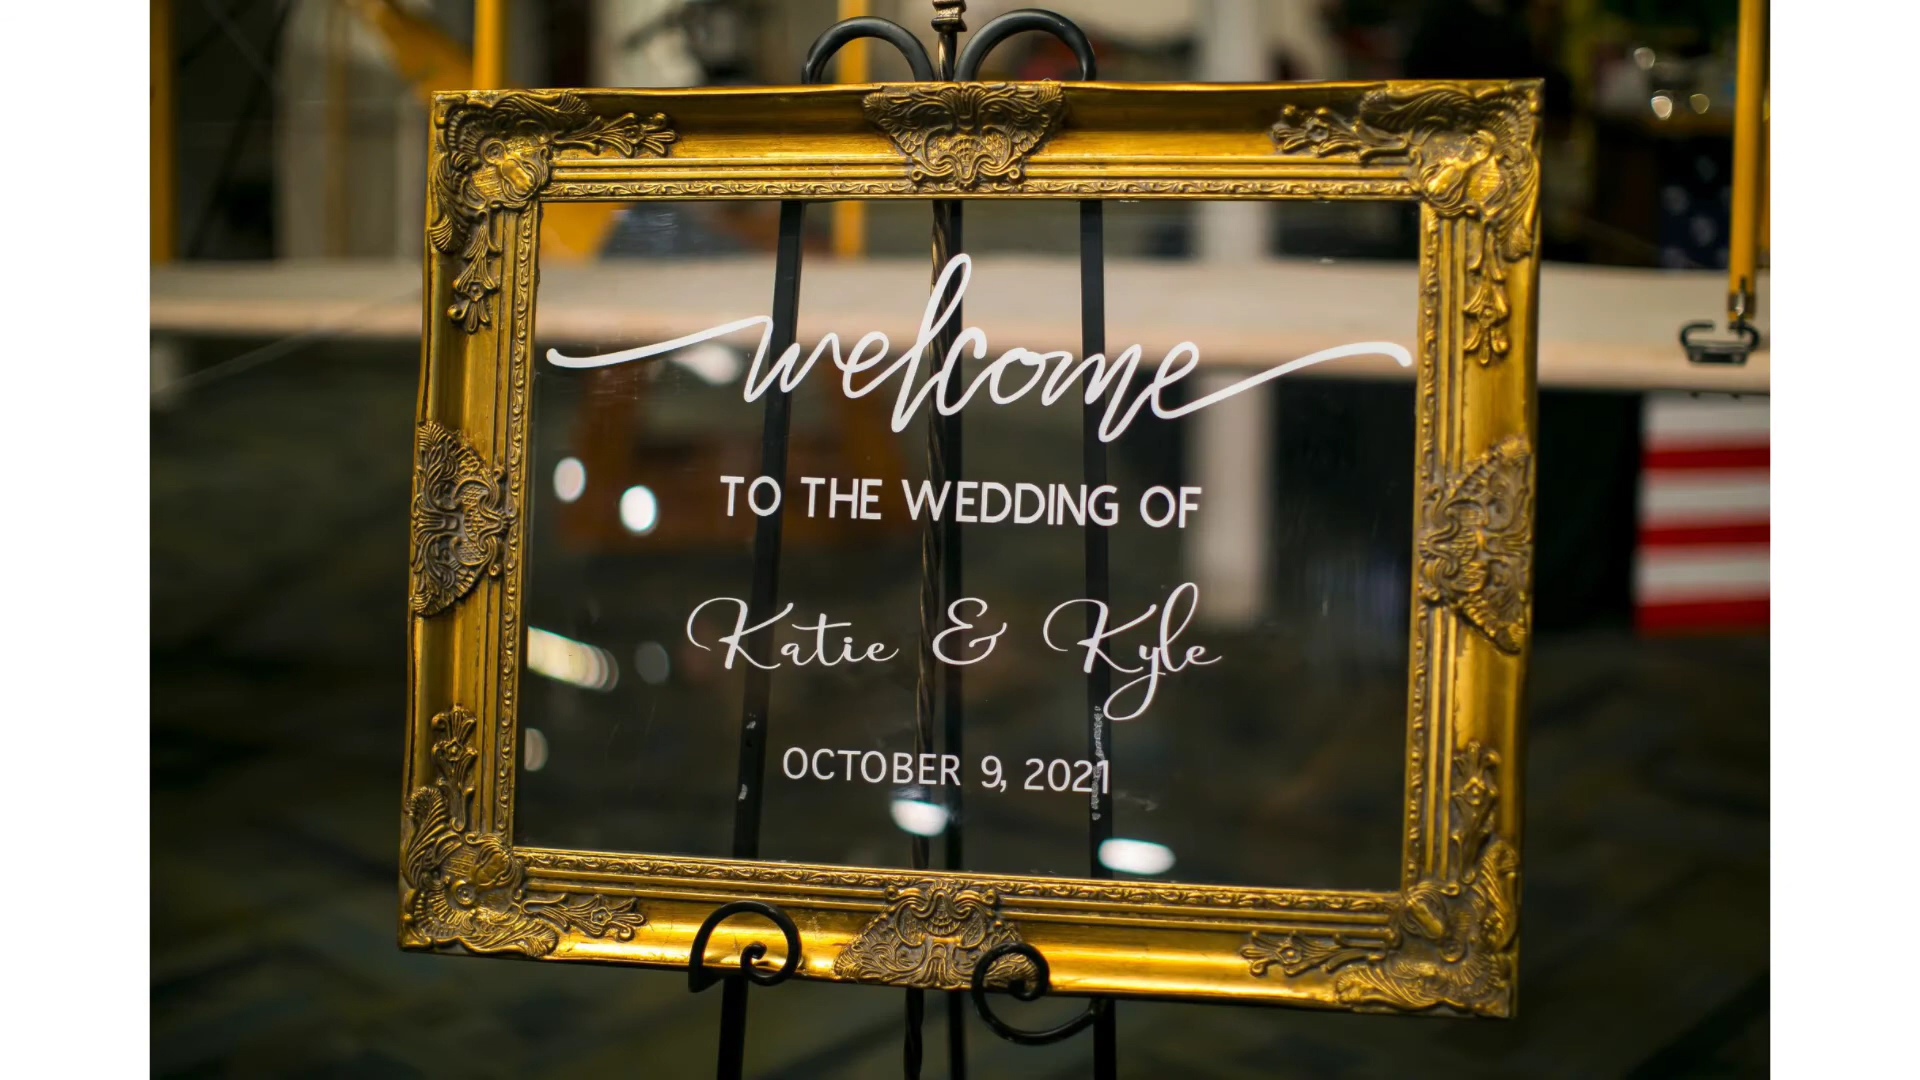 welcome
TO THE WEDDING OF
Katie & Kyle
OCTOBER 9, 2021